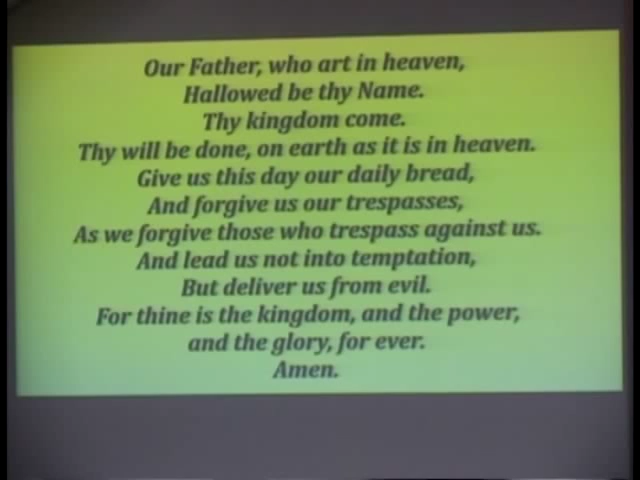 Our Father, who art in heaven,
Hallowed be thy Name.
Thy kingdom come.
Thy will be done, on earth as it is in heaven.
Give us this day our daily bread,
And forgive us our trespasses,
As we forgive those who trespass against us.
And lead us not into temptation,
But deliver us from evil.
For thine is the kingdom, and the power,
and the glory, for ever.
Amen.